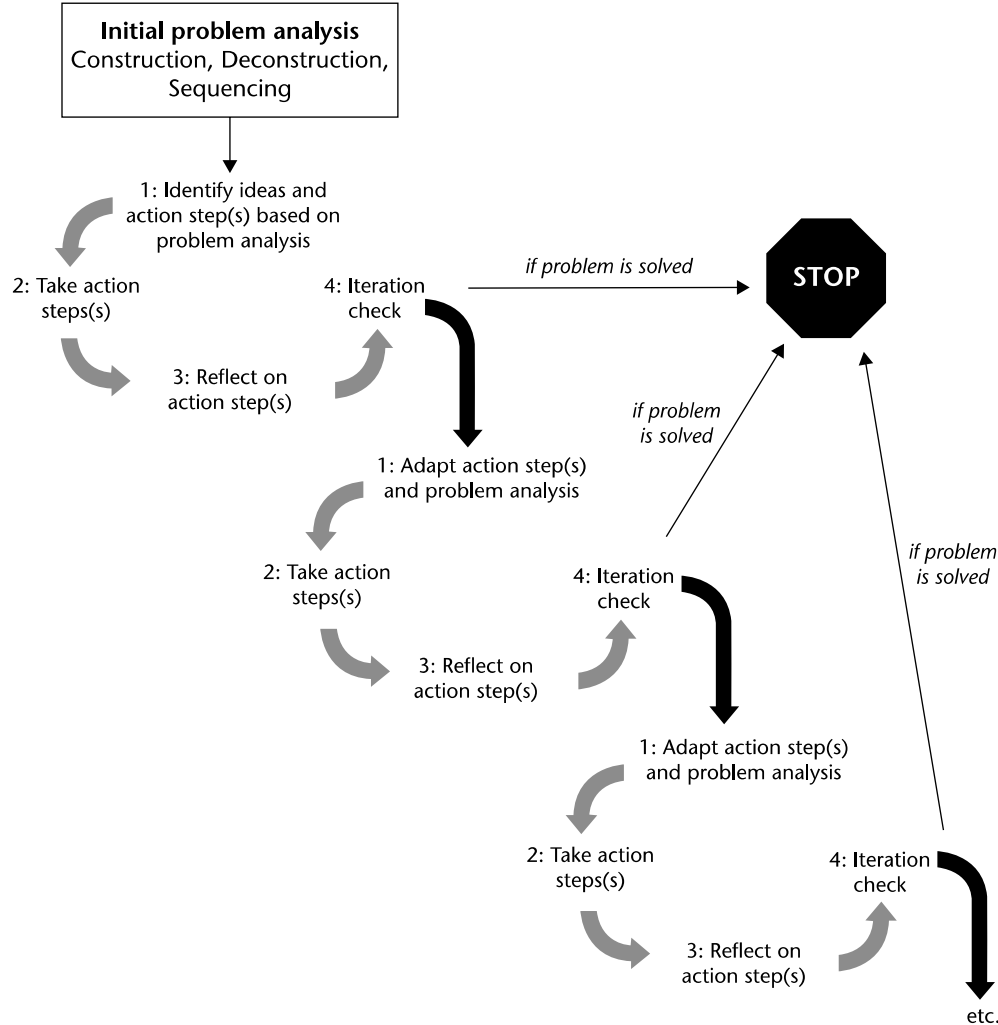 Initial problem analysis
Construction, Deconstruction,
Sequencing
1: Identify ideas and
action step(s) based on
problem analysis
2: Take action
steps(s)
3: Reflect on
action step(s)
4: Iteration
check
if problem is solved
STOP
1: Adapt action step(s)
and problem analysis
2: Take action
steps(s)
3: Reflect on
action step(s)
4: Iteration
check
if problem
is solved
1: Adapt action step(s)
and problem analysis
2: Take action
steps(s)
3: Reflect on
action step(s)
4: Iteration
check
if problem
is solved
etc.